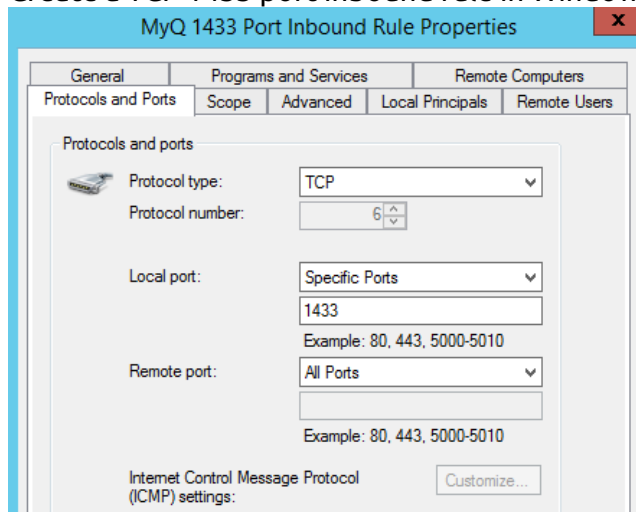 MyQ 1433 Port Inbound Rule Properties
x
General Programs and Services Remote Computers
Protocols and Ports Scope Advanced Local Principals Remote Users
Protocols and ports
Protocol type: TCP
Protocol number: 6
Local port: Specific Ports
1433
Example: 80, 443, 5000-5010
Remote port: All Ports
Example: 80, 443, 5000-5010
Internet Control Message Protocol Customize...
(ICMP) settings: